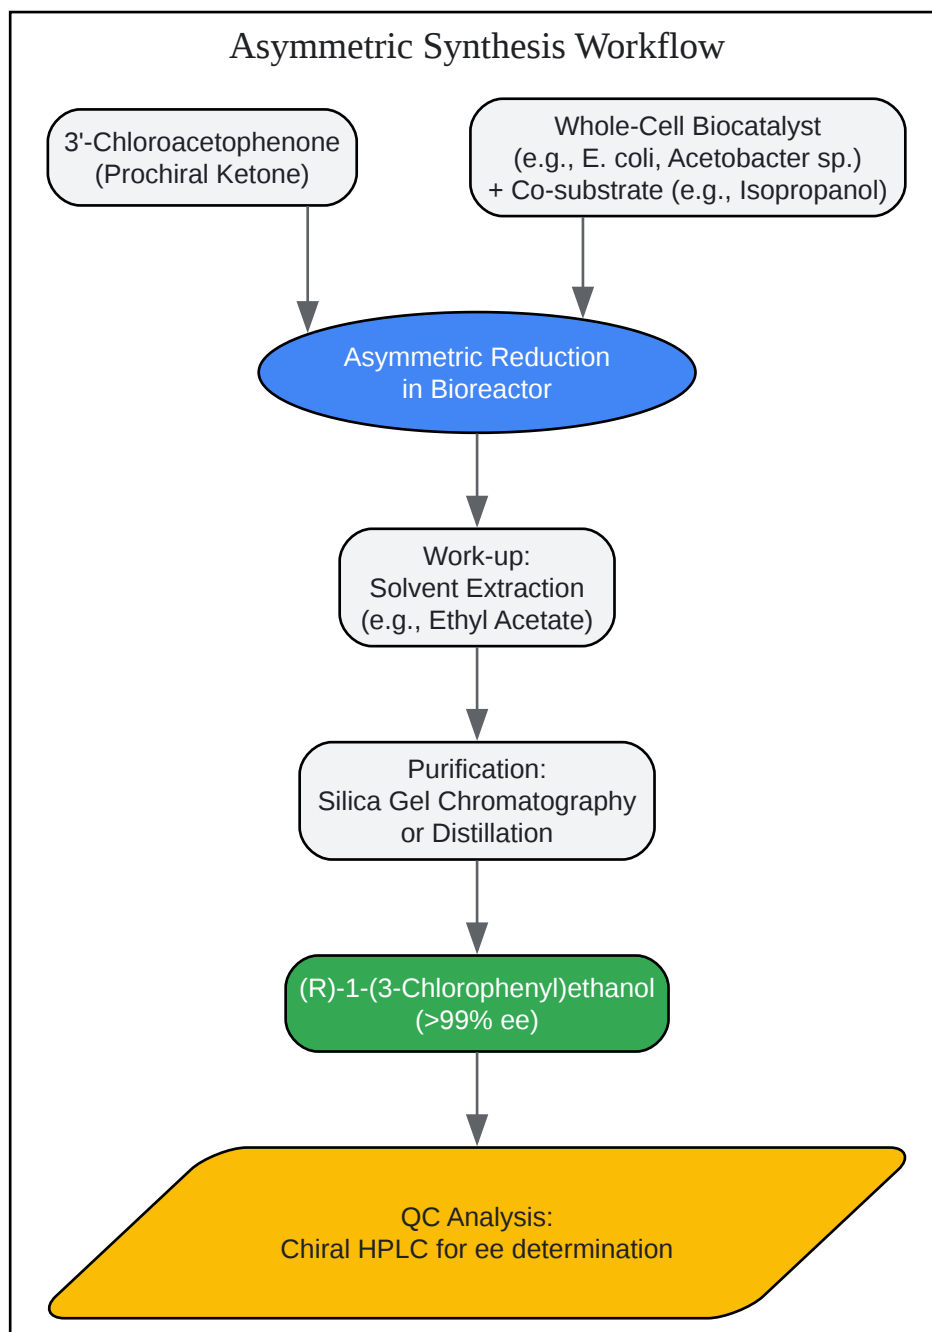 Asymmetric Synthesis Workflow
3'-Chloroacetophenone
(Prochiral Ketone)
Whole-Cell Biocatalyst
(e.g., E. coli, Acetobacter sp.)
+ Co-substrate (e.g., Isopropanol)
Asymmetric Reduction
in Bioreactor
Work-up:
Solvent Extraction
(e.g., Ethyl Acetate)
Purification:
Silica Gel Chromatography
or Distillation
(R)-1-(3-Chlorophenyl)ethanol
(>99% ee)
QC Analysis:
Chiral HPLC for ee determination